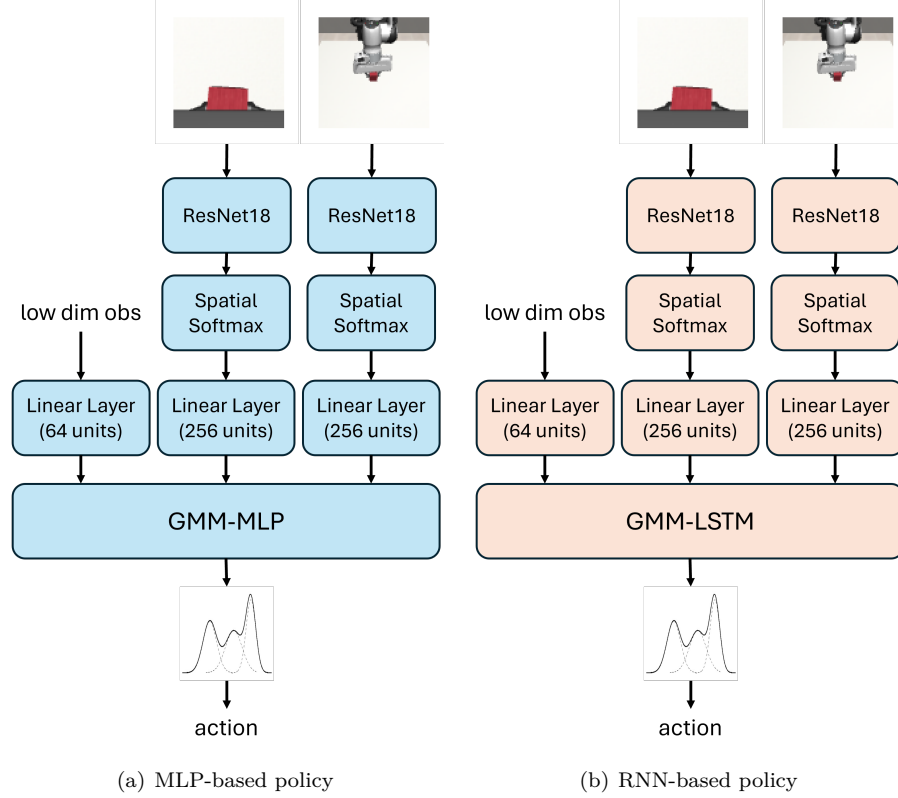 ResNet18
ResNet18
Spatial
Softmax
Spatial
Softmax
low dim obs
Linear Layer
(64 units)
Linear Layer
(256 units)
Linear Layer
(256 units)
GMM-MLP
action
(a) MLP-based policy
ResNet18
ResNet18
Spatial
Softmax
Spatial
Softmax
low dim obs
Linear Layer
(64 units)
Linear Layer
(256 units)
Linear Layer
(256 units)
GMM-LSTM
action
(b) RNN-based policy